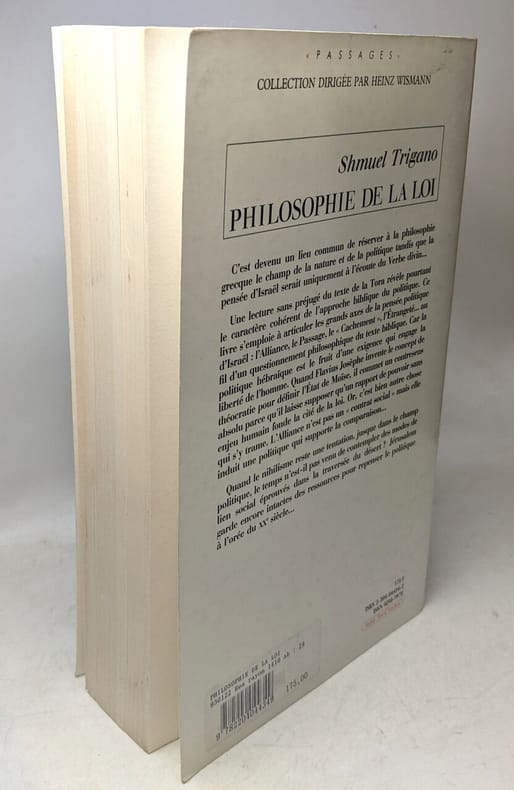 « PASSAGES »
COLLECTION DIRIGÉE PAR HEINZ WISMANN
Shmuel Trigano
PHILOSOPHIE DE LA LOI
C'est devenu un lieu commun de réserver à la philosophie
grecque le champ de la nature et de la politique tandis que la
pensée d'Israël serait uniquement à l'écoute du Verbe divin...
Une lecture sans préjugé du texte de la Tora révèle pourtant
le caractère cohérent de l'approche biblique du politique. Ce
livre s'emploie à articuler les grands axes de la pensée politique
d'Israël : l'Alliance, le Passage, le « Cachement », l'Étrangeté... au
fil d'un questionnement philosophique du texte biblique. Car la
politique hébraïque est le fruit d'une exigence qui engage la
liberté de l'homme. Quand Flavius Josèphe invente le concept de
théocratie pour définir l'État de Moïse, il commet un contresens
absolu parce qu'il laisse supposer qu'un rapport de pouvoir sans
enjeu humain fonde la cité de la loi. Or, c'est bien autre chose
qui s'y trame. L'Alliance n'est pas un « contrat social » mais elle
induit une politique qui supporte la comparaison...
Quand le nihilisme reste une tentation, jusque dans le champ
politique, le temps n'est-il pas venu de contempler des modes de
lien social éprouvés dans la traversée du désert ? Jérusalem
garde encore intactes des ressources pour repenser le politique
à l'orée du XXᵉ siècle...
PHILOSOPHIE DE LA LOI
175,00